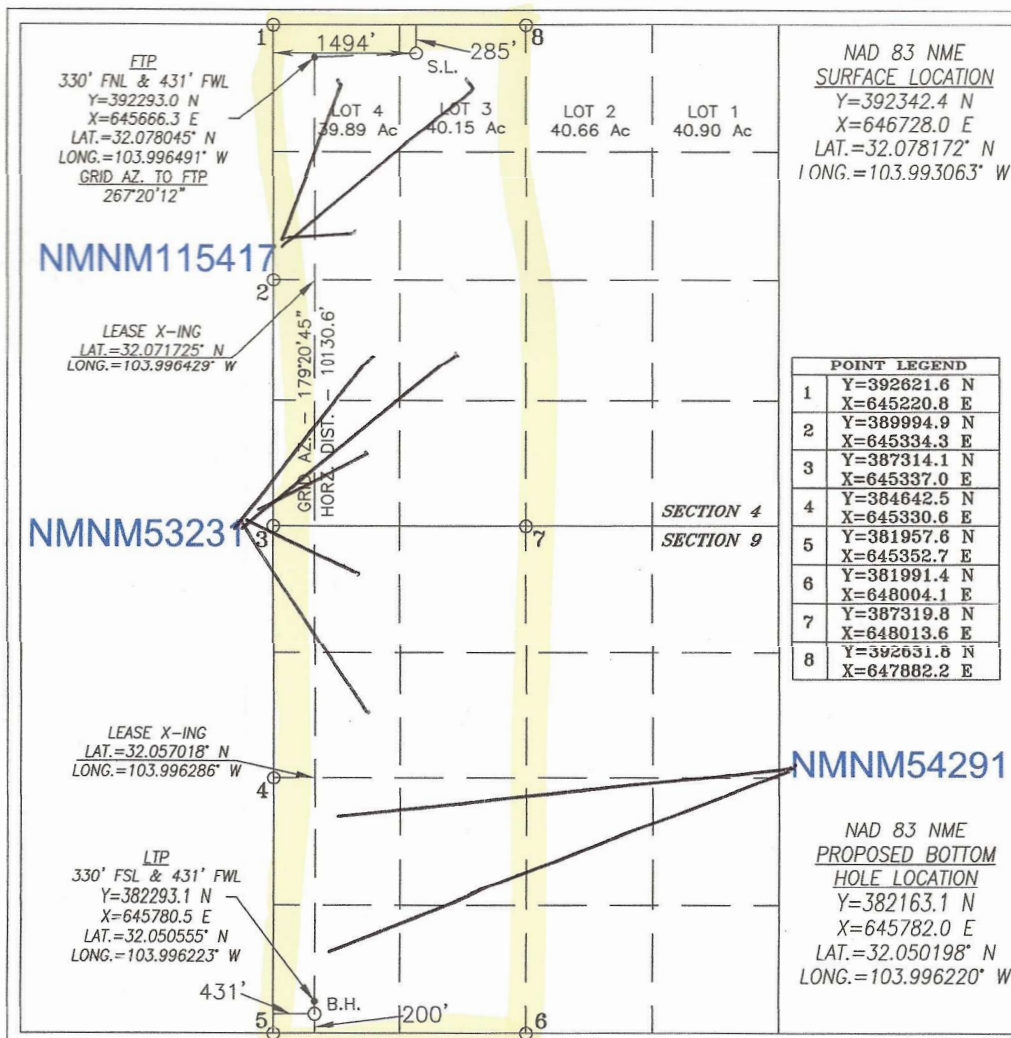 1
1494'
285'
8
S.L.
FTP
330' FNL & 431' FWL
Y=392293.0 N
X=645666.3 E
LAT.=32.078045° N
LONG.=103.996491° W
GRID AZ. TO FTP
267°20'12"
LOT 4
39.89 Ac
LOT 3
40.15 Ac
LOT 2
40.66 Ac
LOT 1
40.90 Ac
NAD 83 NME
SURFACE LOCATION
Y=392342.4 N
X=646728.0 E
LAT.=32.078172° N
LONG.=103.993063° W
NMNM115417
2
LEASE X-ING
LAT.=32.071725° N
LONG.=103.996429° W
GRID AZ. – 179°20'45"
HORZ. DIST. – 10130.6'
POINT LEGEND
1 Y=392621.6 N
X=645220.8 E
2 Y=389994.9 N
X=645334.3 E
3 Y=387314.1 N
X=645337.0 E
4 Y=384642.5 N
X=645330.6 E
5 Y=381957.6 N
X=645352.7 E
6 Y=381991.4 N
X=648004.1 E
7 Y=387319.8 N
X=648013.6 E
8 Y=392631.8 N
X=647882.2 E
NMNM53231
3
SECTION 4
SECTION 9
7
LEASE X-ING
LAT.=32.057018° N
LONG.=103.996286° W
4
NMNM54291
LTP
330' FSL & 431' FWL
Y=382293.1 N
X=645780.5 E
LAT.=32.050555° N
LONG.=103.996223° W
NAD 83 NME
PROPOSED BOTTOM
HOLE LOCATION
Y=382163.1 N
X=645782.0 E
LAT.=32.050198° N
LONG.=103.996220° W
431'
B.H.
200'
5
6